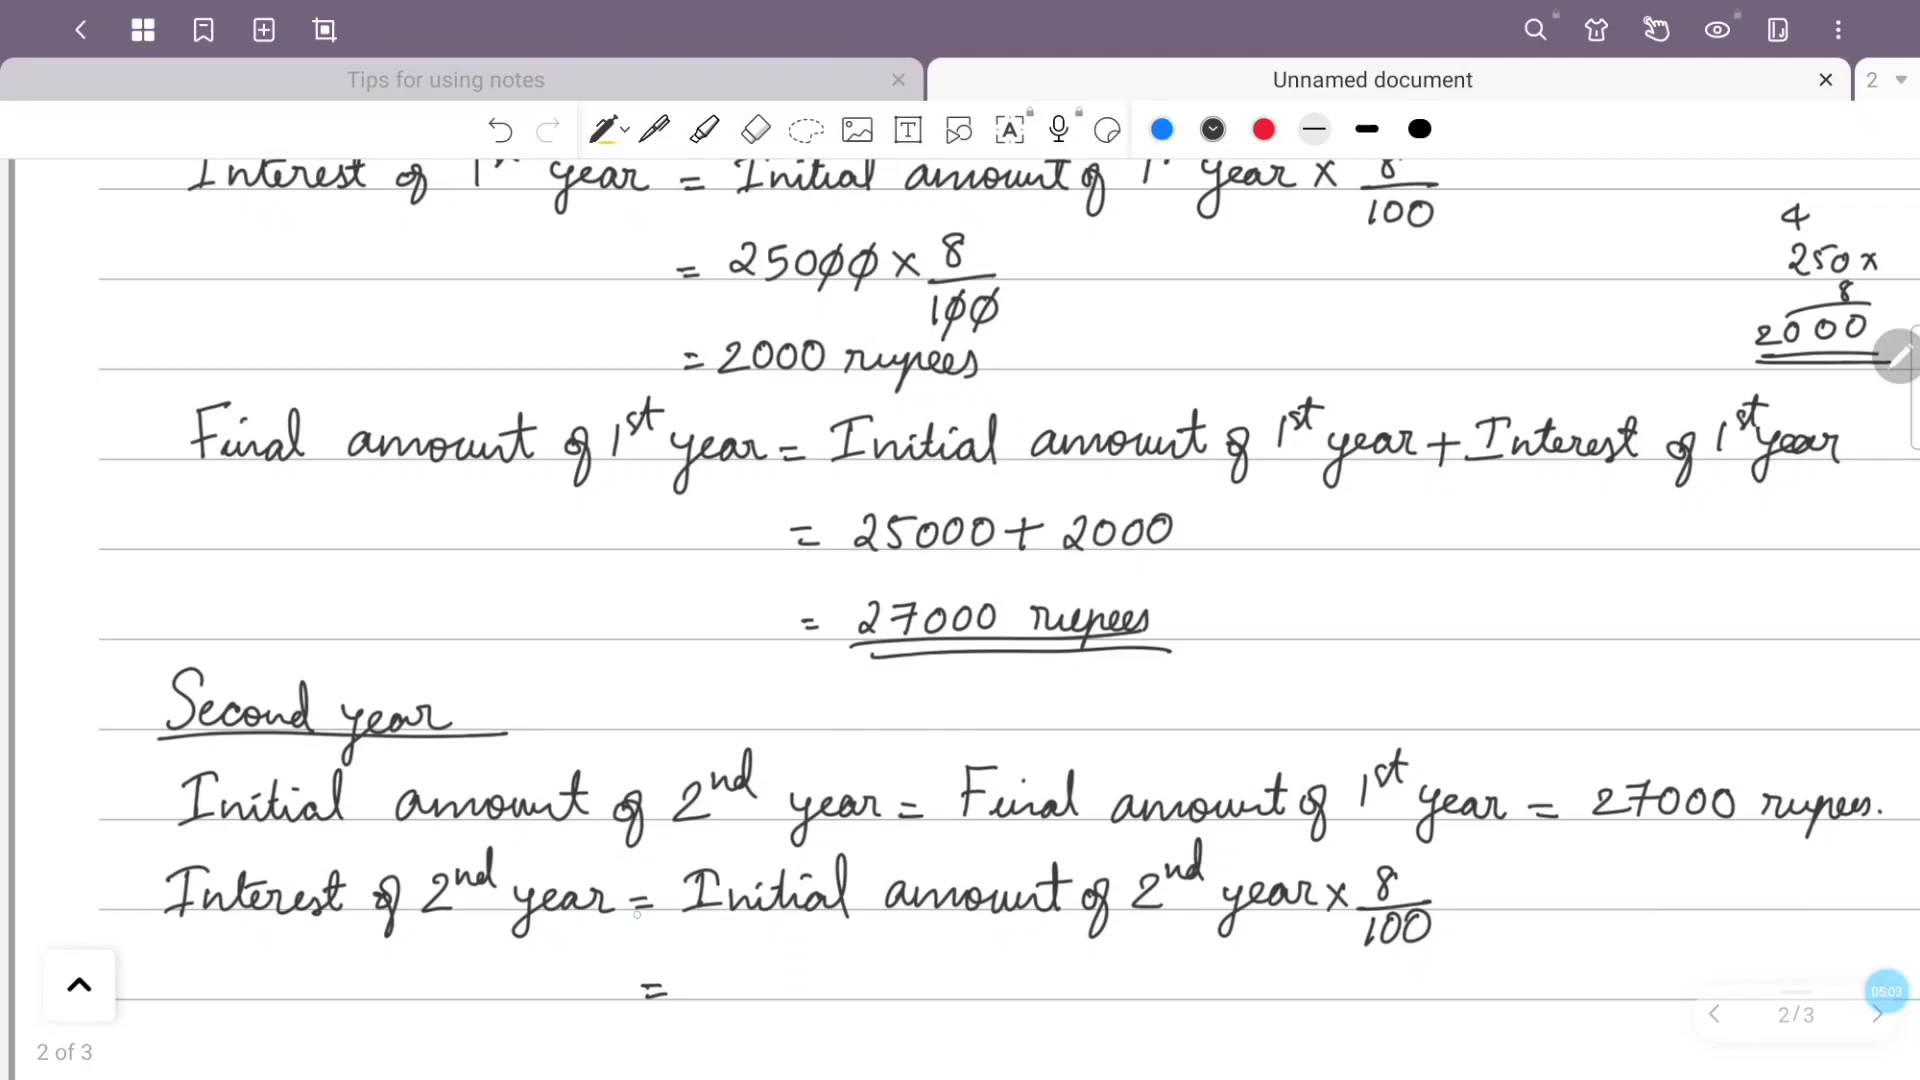 Tips for using notes
Unnamed document
2
Interest of 1st year = Initial amount of 1st year × 8/100
= 25000 × 8/100
= 2000 rupees
4
250 ×
8
2000
Final amount of 1st year = Initial amount of 1st year + Interest of 1st year
= 25000 + 2000
= 27000 rupees
Second year
Initial amount of 2nd year = Final amount of 1st year = 27000 rupees.
Interest of 2nd year = Initial amount of 2nd year × 8/100
=
05:03
2/3
2 of 3